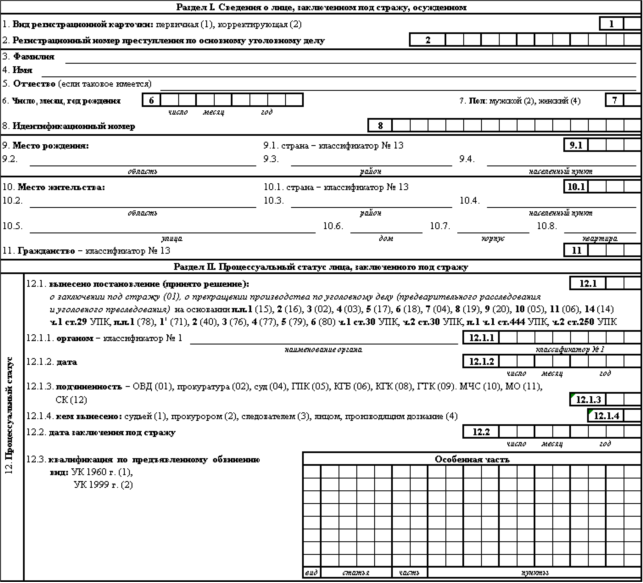 Раздел I. Сведения о лице, заключенном под стражу, осужденном
1. Вид регистрационной карточки: первичная (1), корректирующая (2) 1
2. Регистрационный номер преступления по основному уголовному делу 2
3. Фамилия
4. Имя
5. Отчество (если таковое имеется)
6. Число, месяц, год рождения 6 7. Пол: мужской (2), женский (4) 7
число месяц год
8. Идентификационный номер 8
9. Место рождения: 9.1. страна – классификатор № 13 9.1
9.2. 9.3. 9.4.
область район населенный пункт
10. Место жительства: 10.1. страна – классификатор № 13 10.1
10.2. 10.3. 10.4.
область район населенный пункт
10.5. 10.6. 10.7. 10.8.
улица дом корпус квартира
11. Гражданство – классификатор № 13 11
Раздел II. Процессуальный статус лица, заключенного под стражу
12. Процессуальный статус
12.1. вынесено постановление (принято решение): 12.1
о заключении под стражу (01), о прекращении производства по уголовному делу (предварительного расследования
и уголовного преследования) на основании п.п.1 (15), 2 (16), 3 (02), 4 (03), 5 (17), 6 (18), 7 (04), 8 (19), 9 (20), 10 (05), 11 (06), 14 (14)
ч.1 ст.29 УПК, п.п.1 (78), 1¹ (71), 2 (40), 3 (76), 4 (77), 5 (79), 6 (80) ч.1 ст.30 УПК, ч.2 ст.30 УПК, п.1 ч.1 ст.444 УПК, ч.2 ст.250 УПК
12.1.1. органом – классификатор № 1 12.1.1
наименование органа классификатор № 1
12.1.2. дата 12.1.2
число месяц год
12.1.3. подчиненность – ОВД (01), прокуратура (02), суд (04), ГПК (05), КГБ (06), КГК (08), ГТК (09). МЧС (10), МО (11),
СК (12) 12.1.3
12.1.4. кем вынесено: судьей (1), прокурором (2), следователем (3), лицом, производящим дознание (4) 12.1.4
12.2. дата заключения под стражу 12.2
число месяц год
12.3. квалификация по предъявленному обвинению Особенная часть
вид: УК 1960 г. (1),
УК 1999 г. (2)
вид статья часть пункты